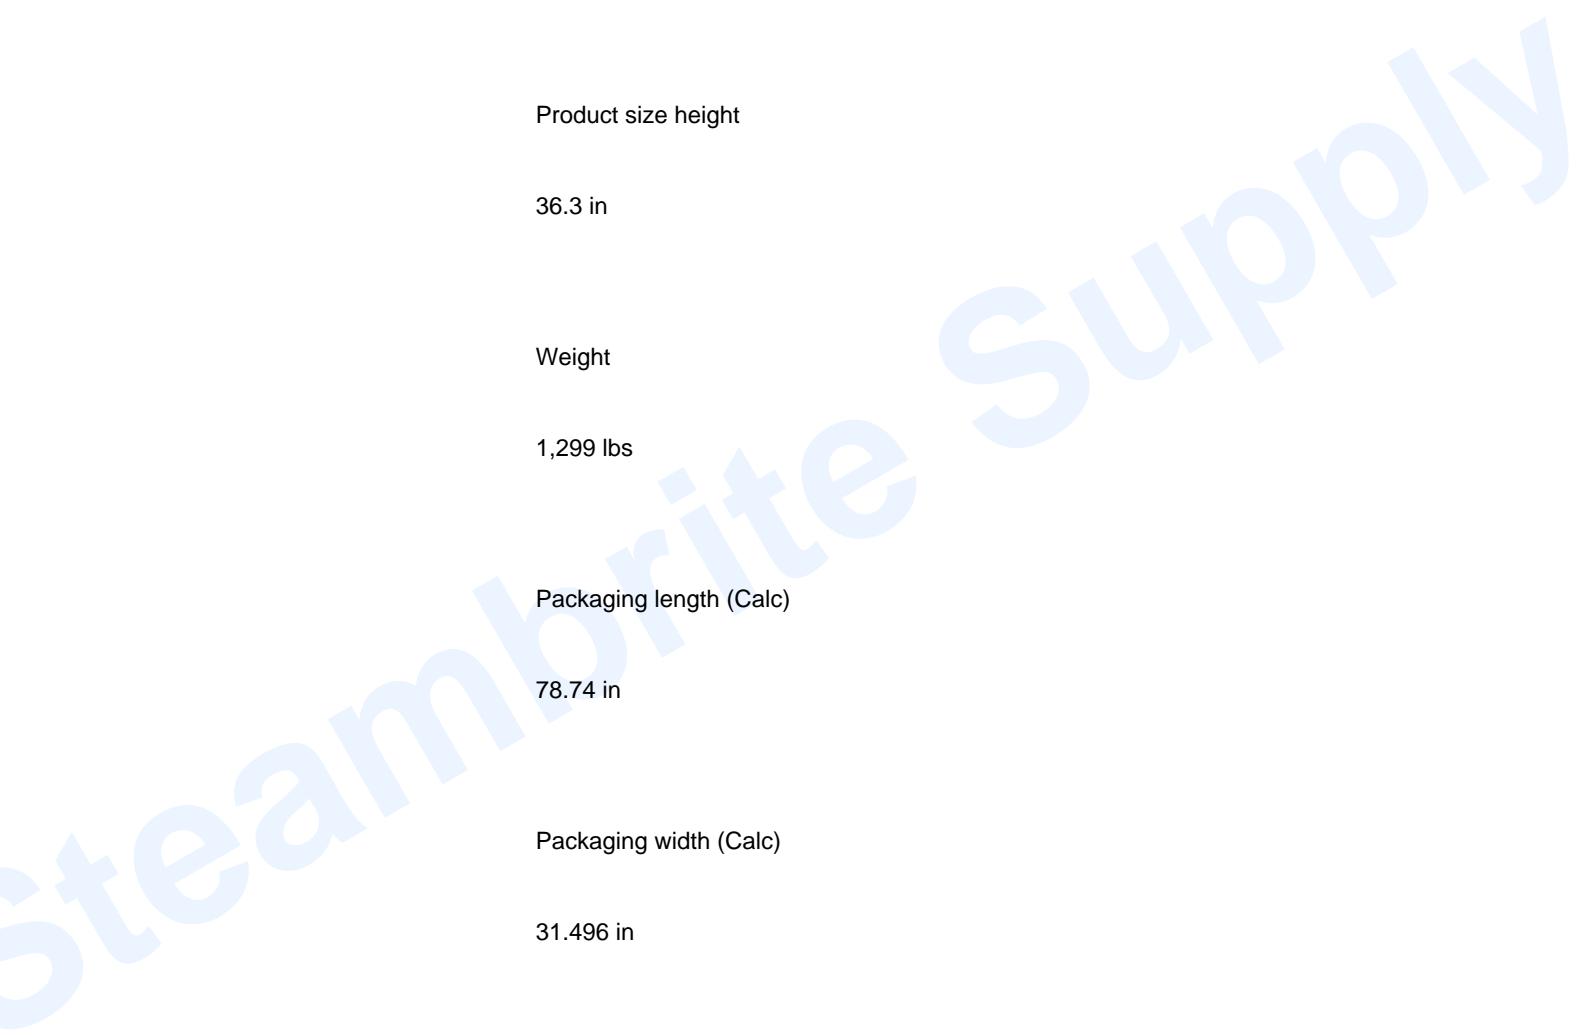 Product size height
36.3 in
Weight
1,299 lbs
Packaging length (Calc)
78.74 in
Packaging width (Calc)
31.496 in
Steambrite Supply